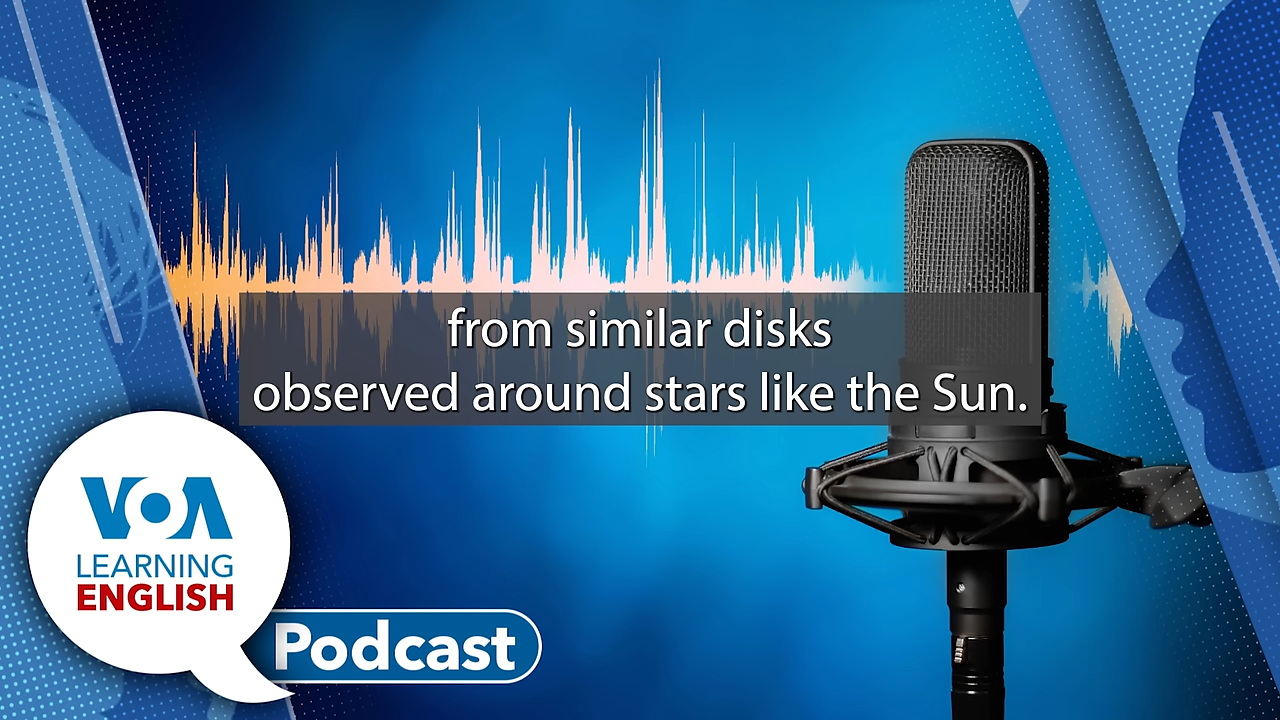 from similar disks
observed around stars like the Sun.
VOA
LEARNING
ENGLISH
Podcast